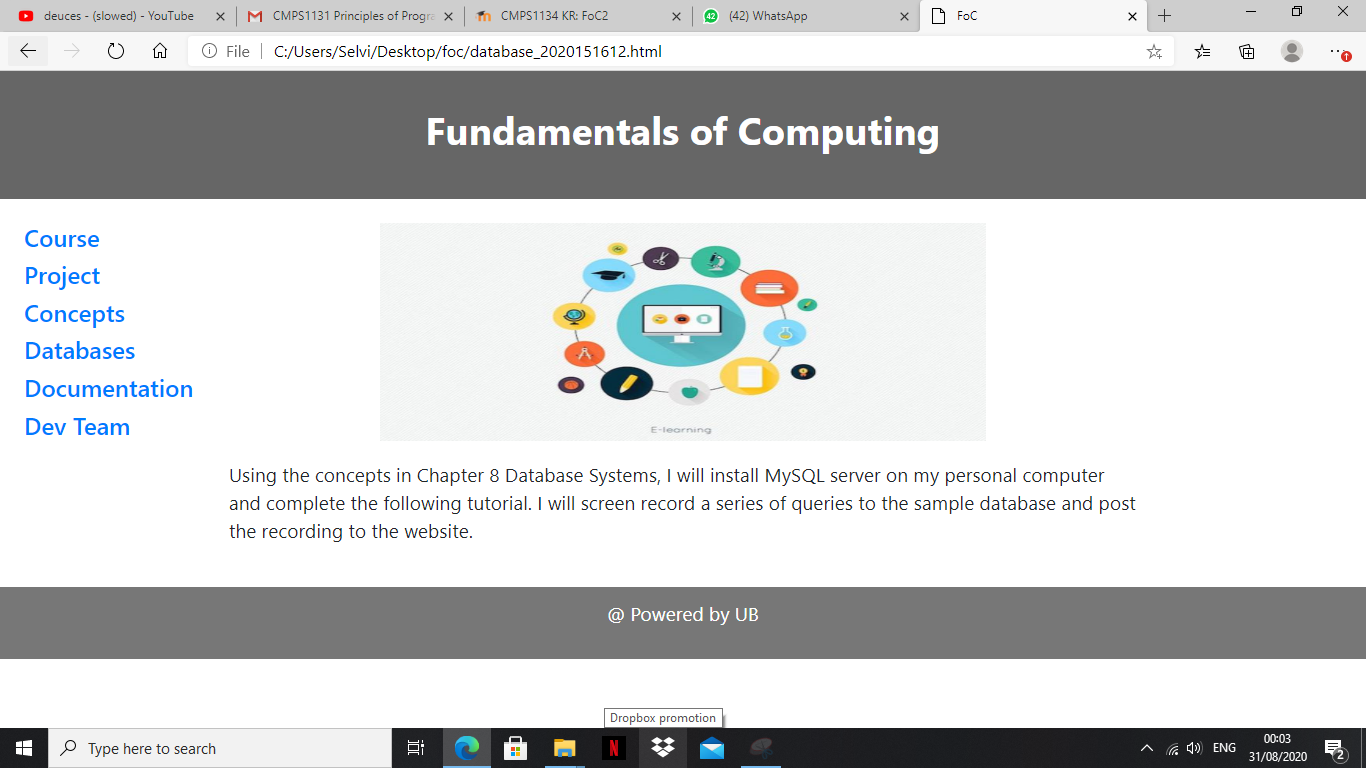 deuces - (slowed) - YouTube
CMPS1131 Principles of Progra
CMPS1134 KR: FoC2
42
(42) WhatsApp
FoC
File
C:/Users/Selvi/Desktop/foc/database_2020151612.html
Fundamentals of Computing
Course
Project
Concepts
Databases
Documentation
Dev Team
E-learning
Using the concepts in Chapter 8 Database Systems, I will install MySQL server on my personal computer
and complete the following tutorial. I will screen record a series of queries to the sample database and post
the recording to the website.
@ Powered by UB
Dropbox promotion
Type here to search
N
ENG
00:03
31/08/2020
2